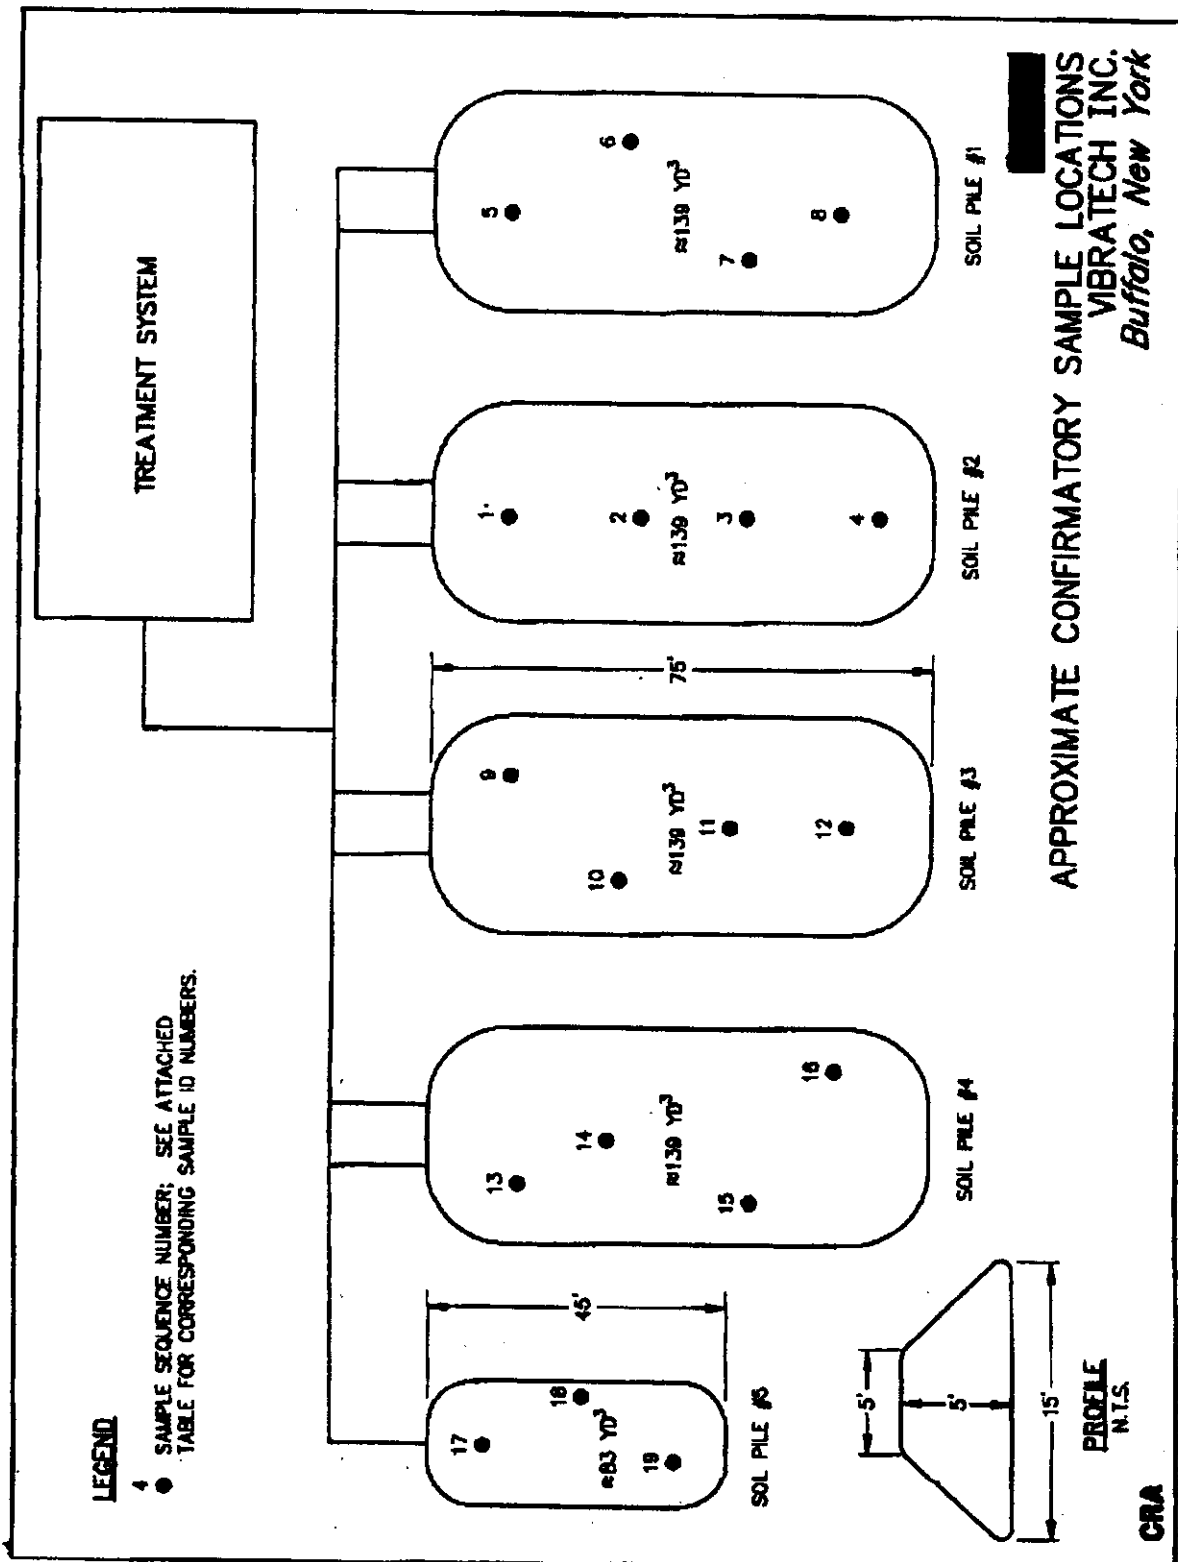 LEGEND
4
SAMPLE SEQUENCE NUMBER; SEE ATTACHED
TABLE FOR CORRESPONDING SAMPLE ID NUMBERS.
TREATMENT SYSTEM
17
18
≈83 YD³
19
SOIL PILE #5
45'
13
14
≈139 YD³
15
16
SOIL PILE #4
9
10
≈139 YD³
11
12
SOIL PILE #3
75'
1
2
≈139 YD³
3
4
SOIL PILE #2
5
6
≈139 YD³
7
8
SOIL PILE #1
5'
5'
15'
PROFILE
N.T.S.
CRA
APPROXIMATE CONFIRMATORY SAMPLE LOCATIONS
VIBRATECH INC.
Buffalo, New York